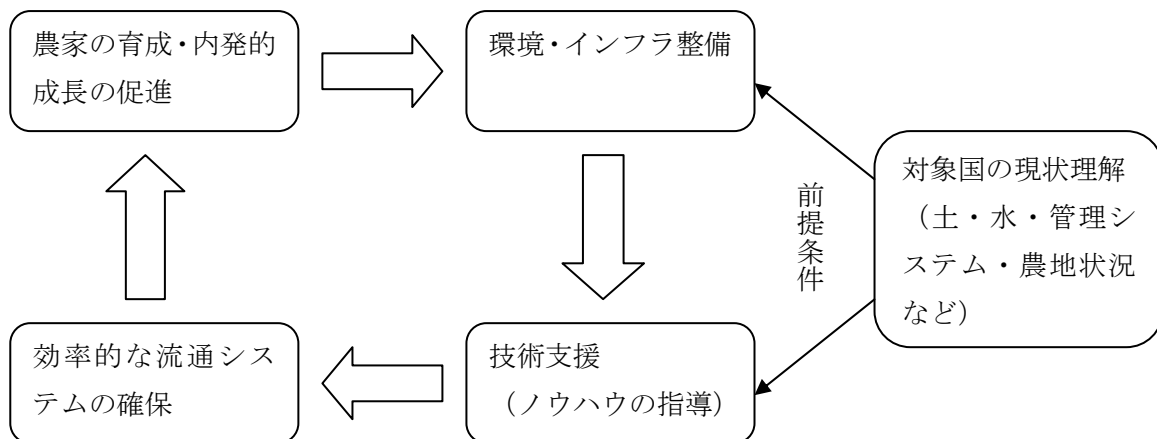 農家の育成・内発的
成長の促進
環境・インフラ整備
対象国の現状理解
（土・水・管理シ
ステム・農地状況
など）
前提条件
効率的な流通シス
テムの確保
技術支援
（ノウハウの指導）